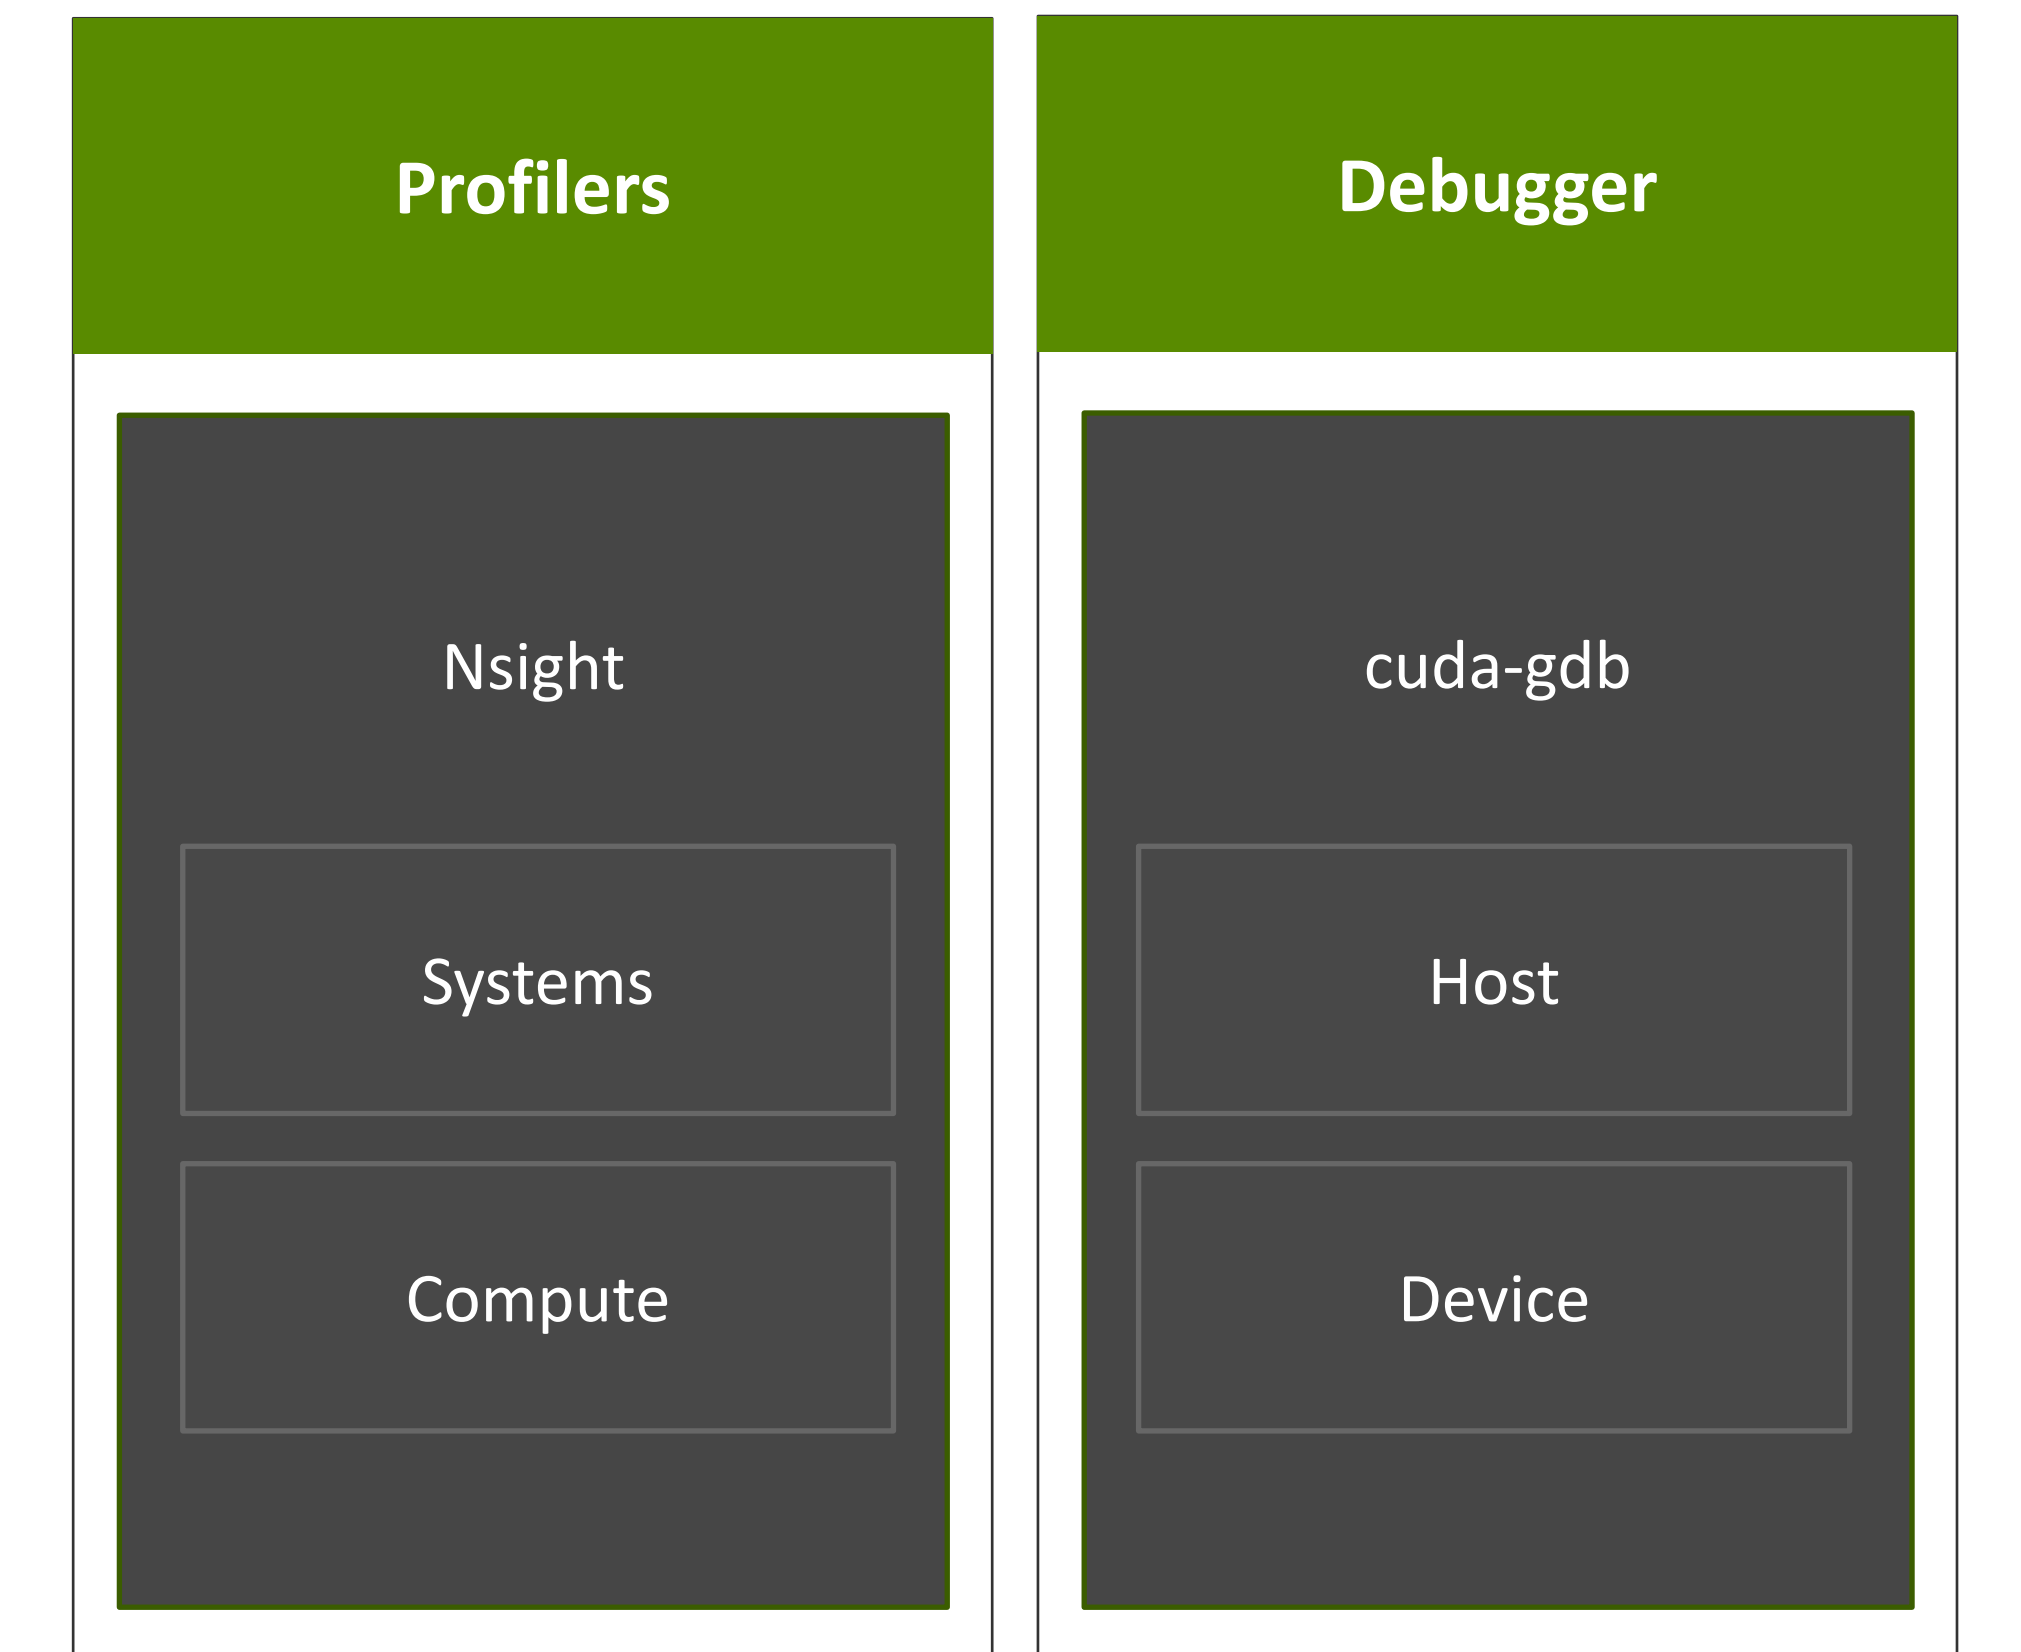 Profilers
Nsight
Systems
Compute
Debugger
cuda-gdb
Host
Device